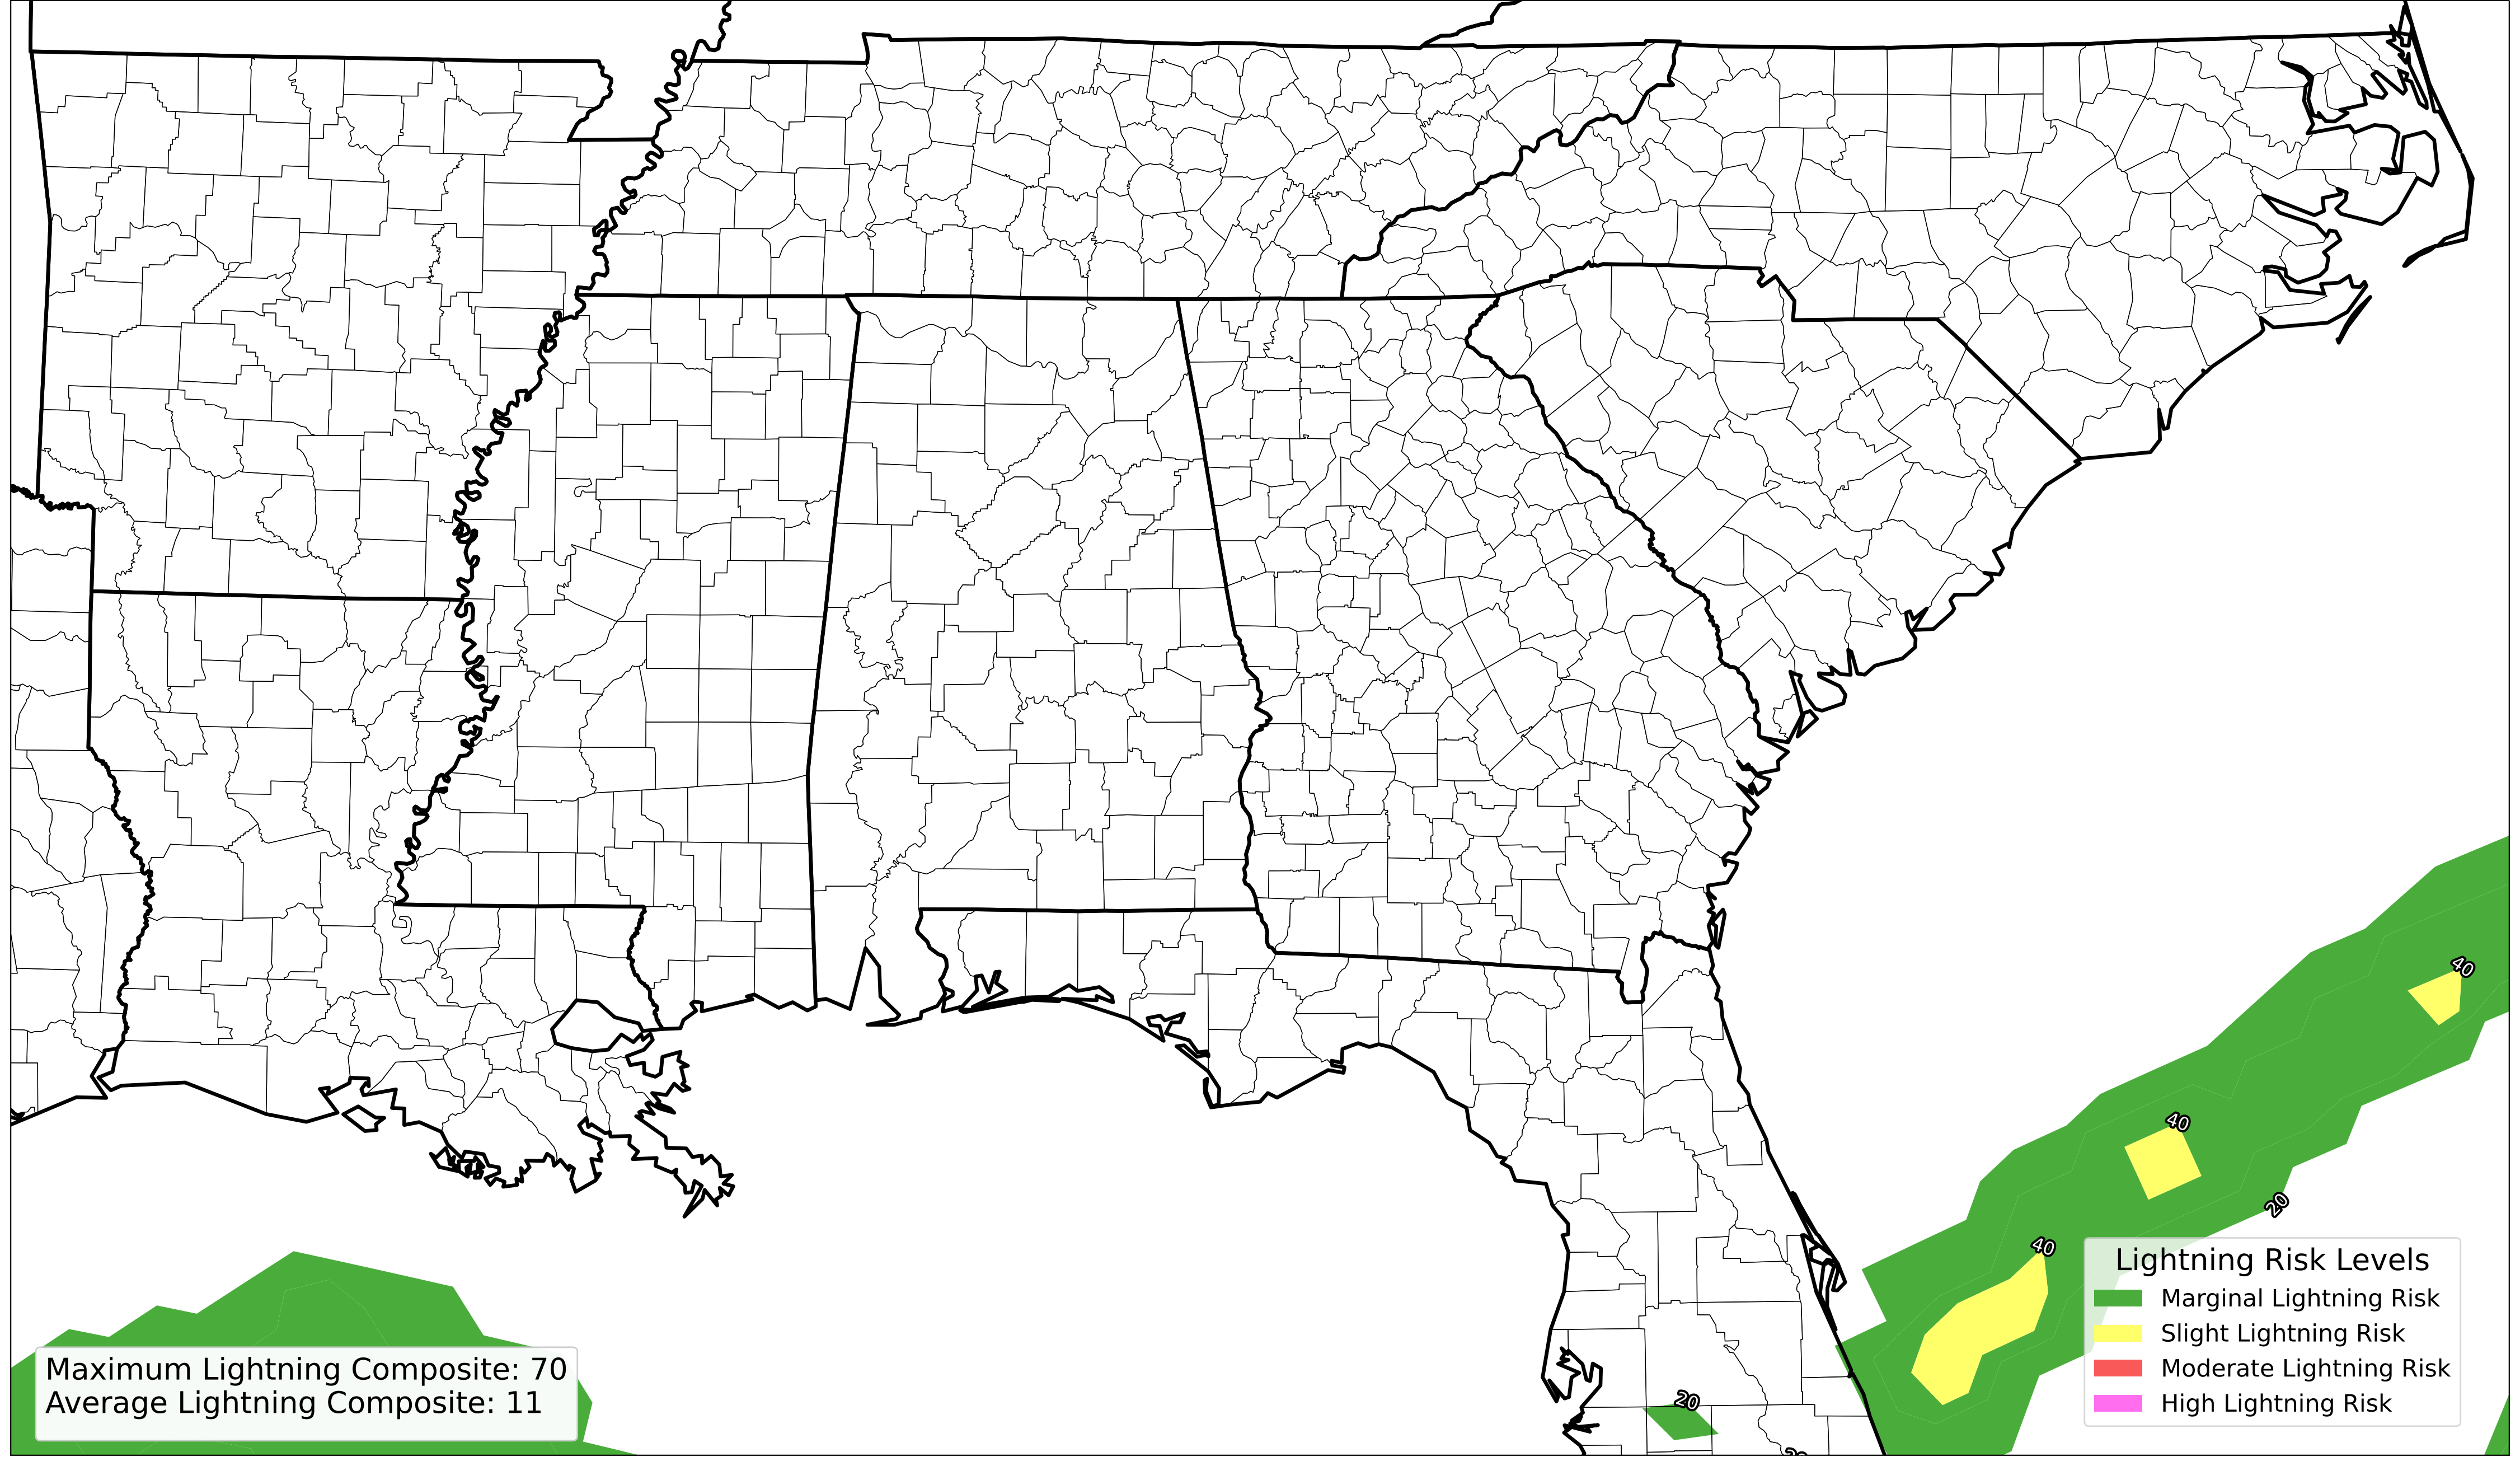 40
40
20
40
20
Lightning Risk Levels
Marginal Lightning Risk
Slight Lightning Risk
Moderate Lightning Risk
High Lightning Risk
Maximum Lightning Composite: 70
Average Lightning Composite: 11